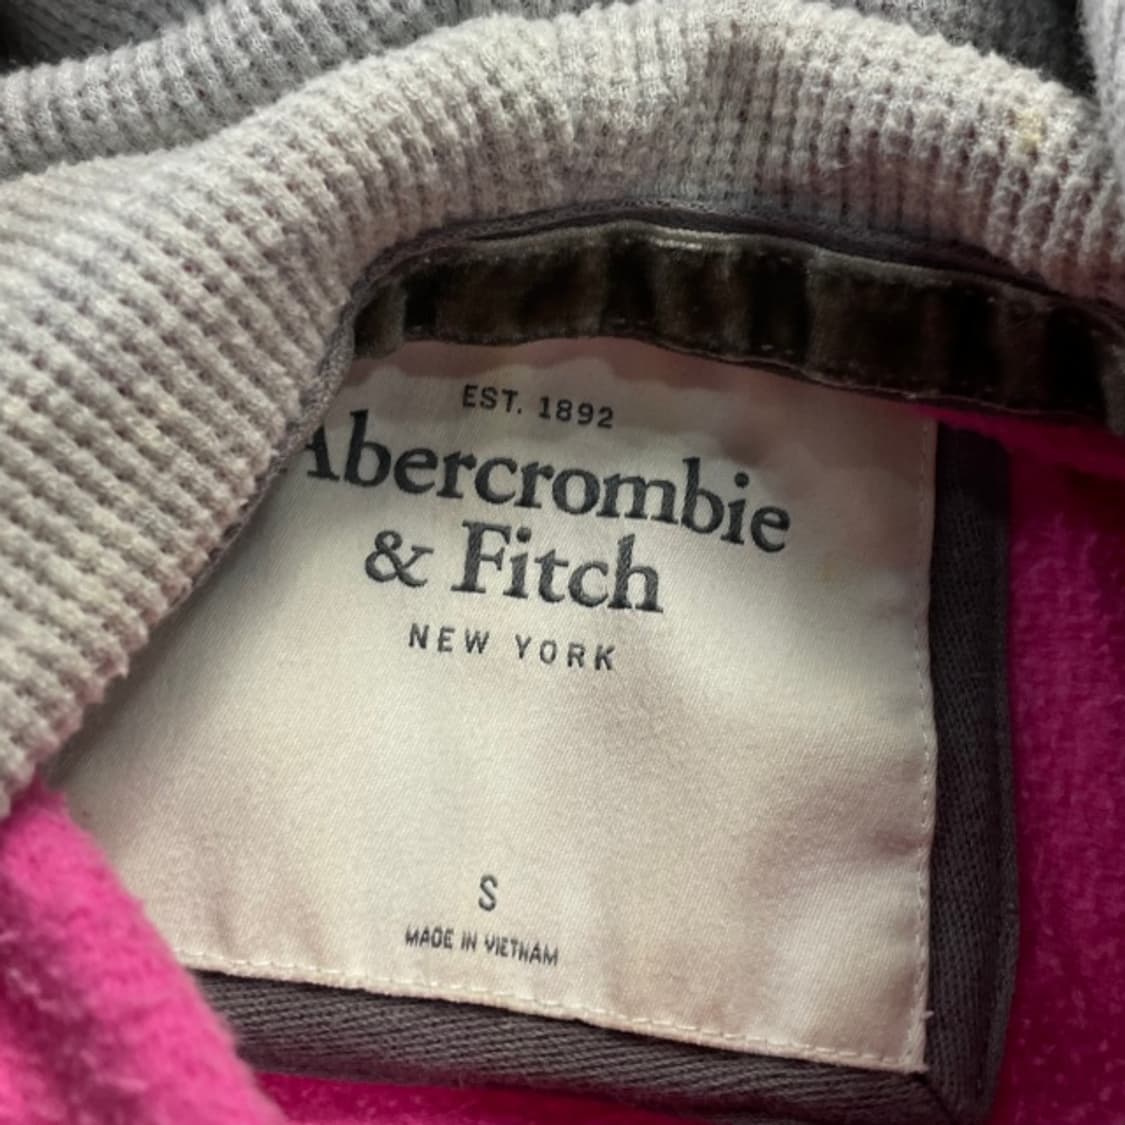 EST. 1892
Abercrombie
& Fitch
NEW YORK
S
MADE IN VIETNAM